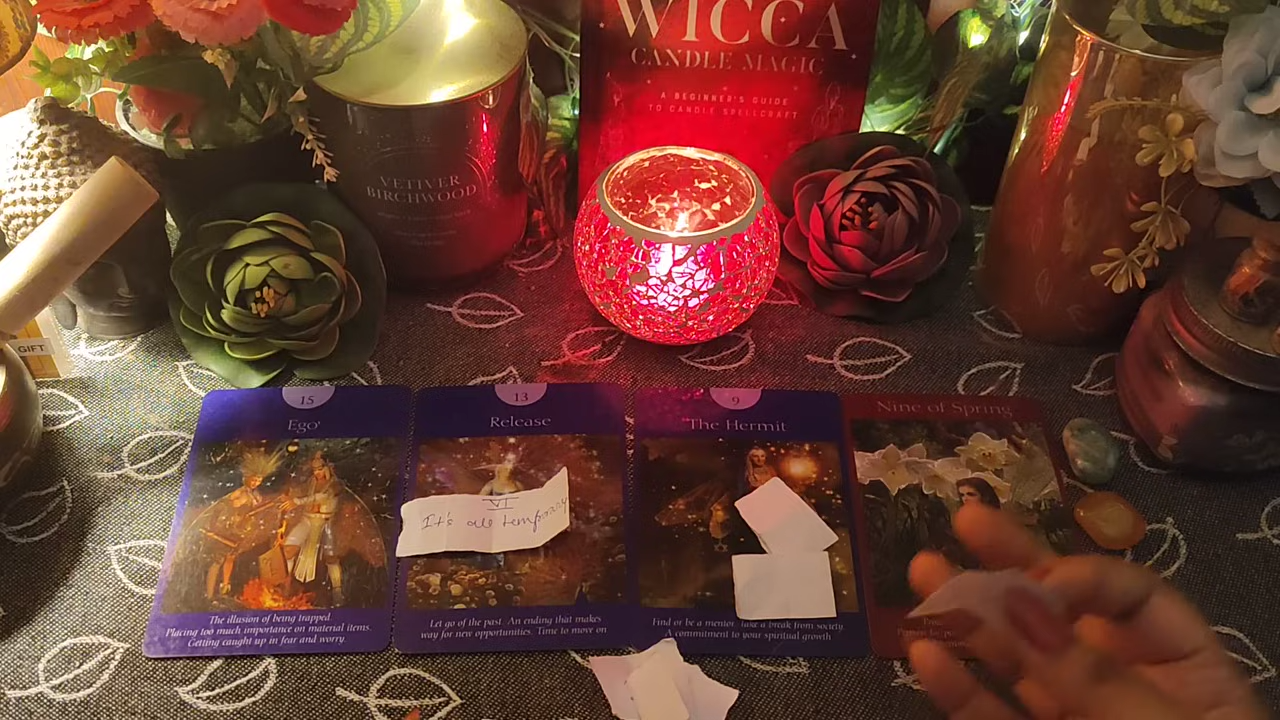 WICCA
CANDLE MAGIC
A BEGINNER'S GUIDE
TO CANDLE SPELLCRAFT
VETIVER
BIRCHWOOD
GIFT
15
Ego
The illusion of being trapped.
Placing too much importance on material items.
Getting caught up in fear and worry.
13
Release
VI
It's all temporary
Let go of the past. An ending that makes
way for new opportunities. Time to move on
9
The Hermit
Find or be a mentor. Take a break from society
A commitment to your spiritual growth
Nine of Spring